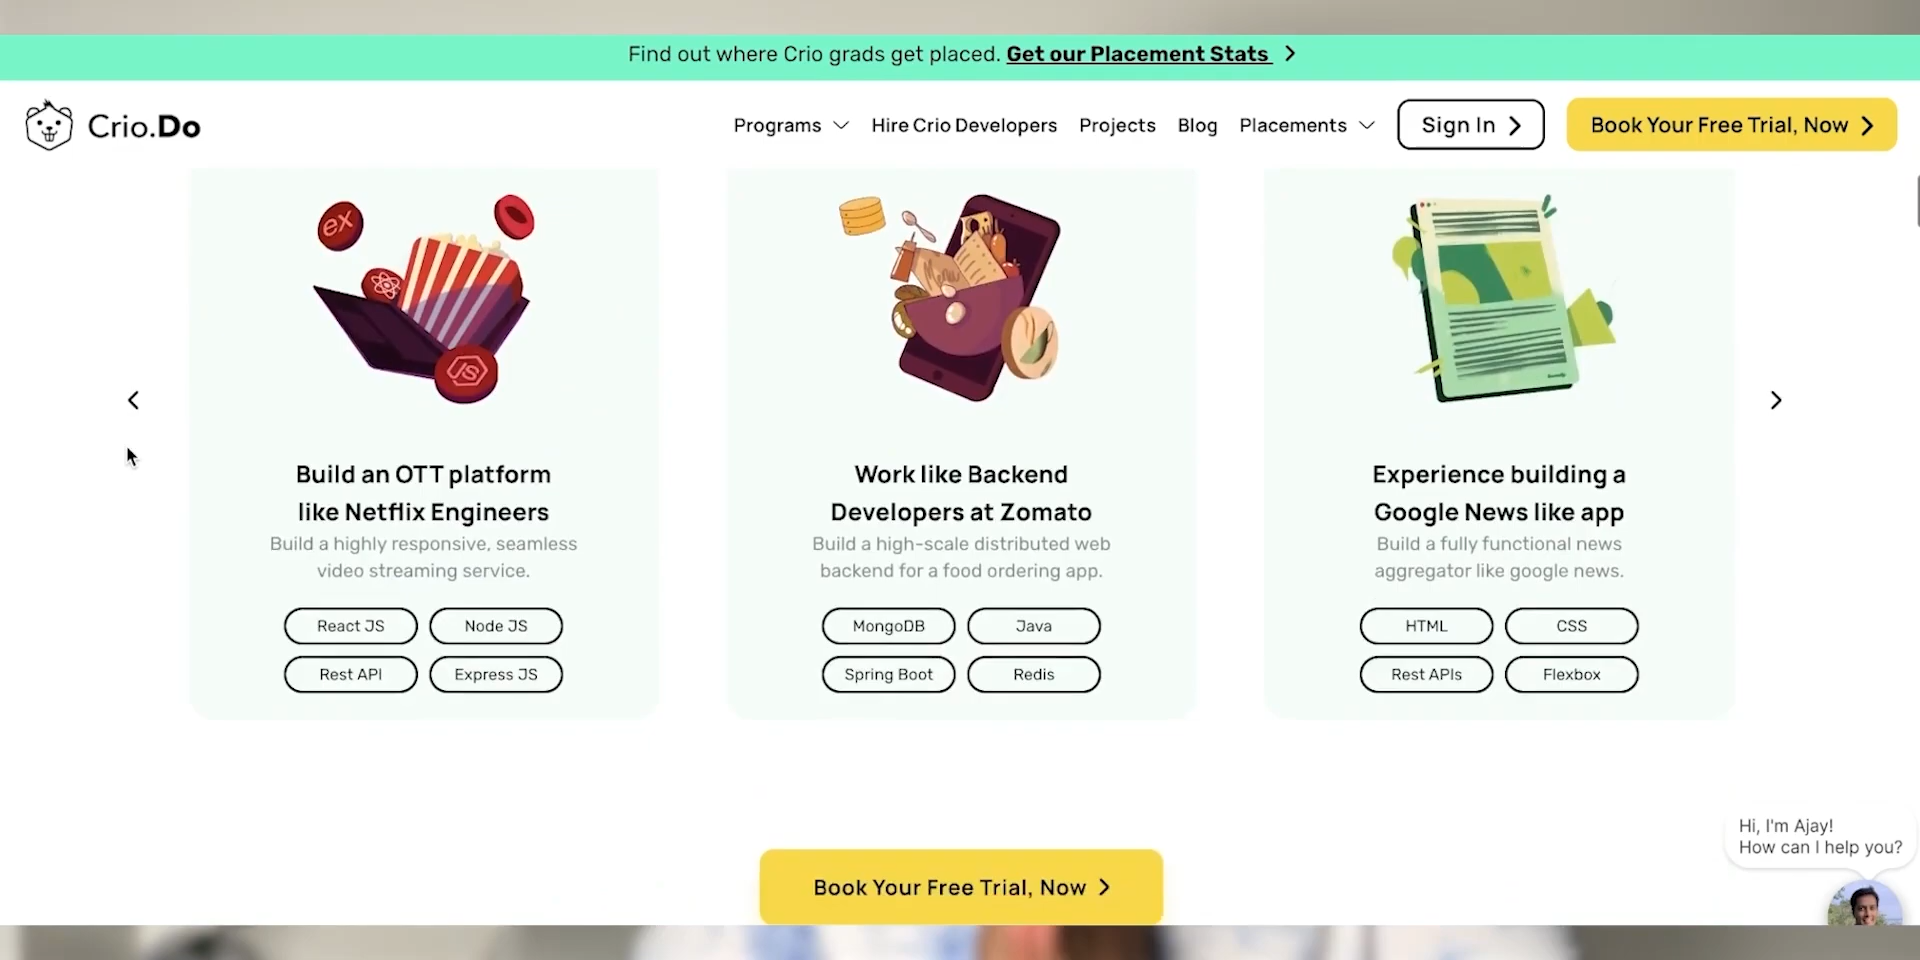 Find out where Crio grads get placed. Get our Placement Stats
Crio.Do
Programs
Hire Crio Developers
Projects
Blog
Placements
Sign In
Book Your Free Trial, Now
ex
JS
Build an OTT platform
like Netflix Engineers
Build a highly responsive, seamless
video streaming service.
React JS
Node JS
Rest API
Express JS
Work like Backend
Developers at Zomato
Build a high-scale distributed web
backend for a food ordering app.
MongoDB
Java
Spring Boot
Redis
Experience building a
Google News like app
Build a fully functional news
aggregator like google news.
HTML
CSS
Rest APIs
Flexbox
Book Your Free Trial, Now
Hi, I'm Ajay!
How can I help you?